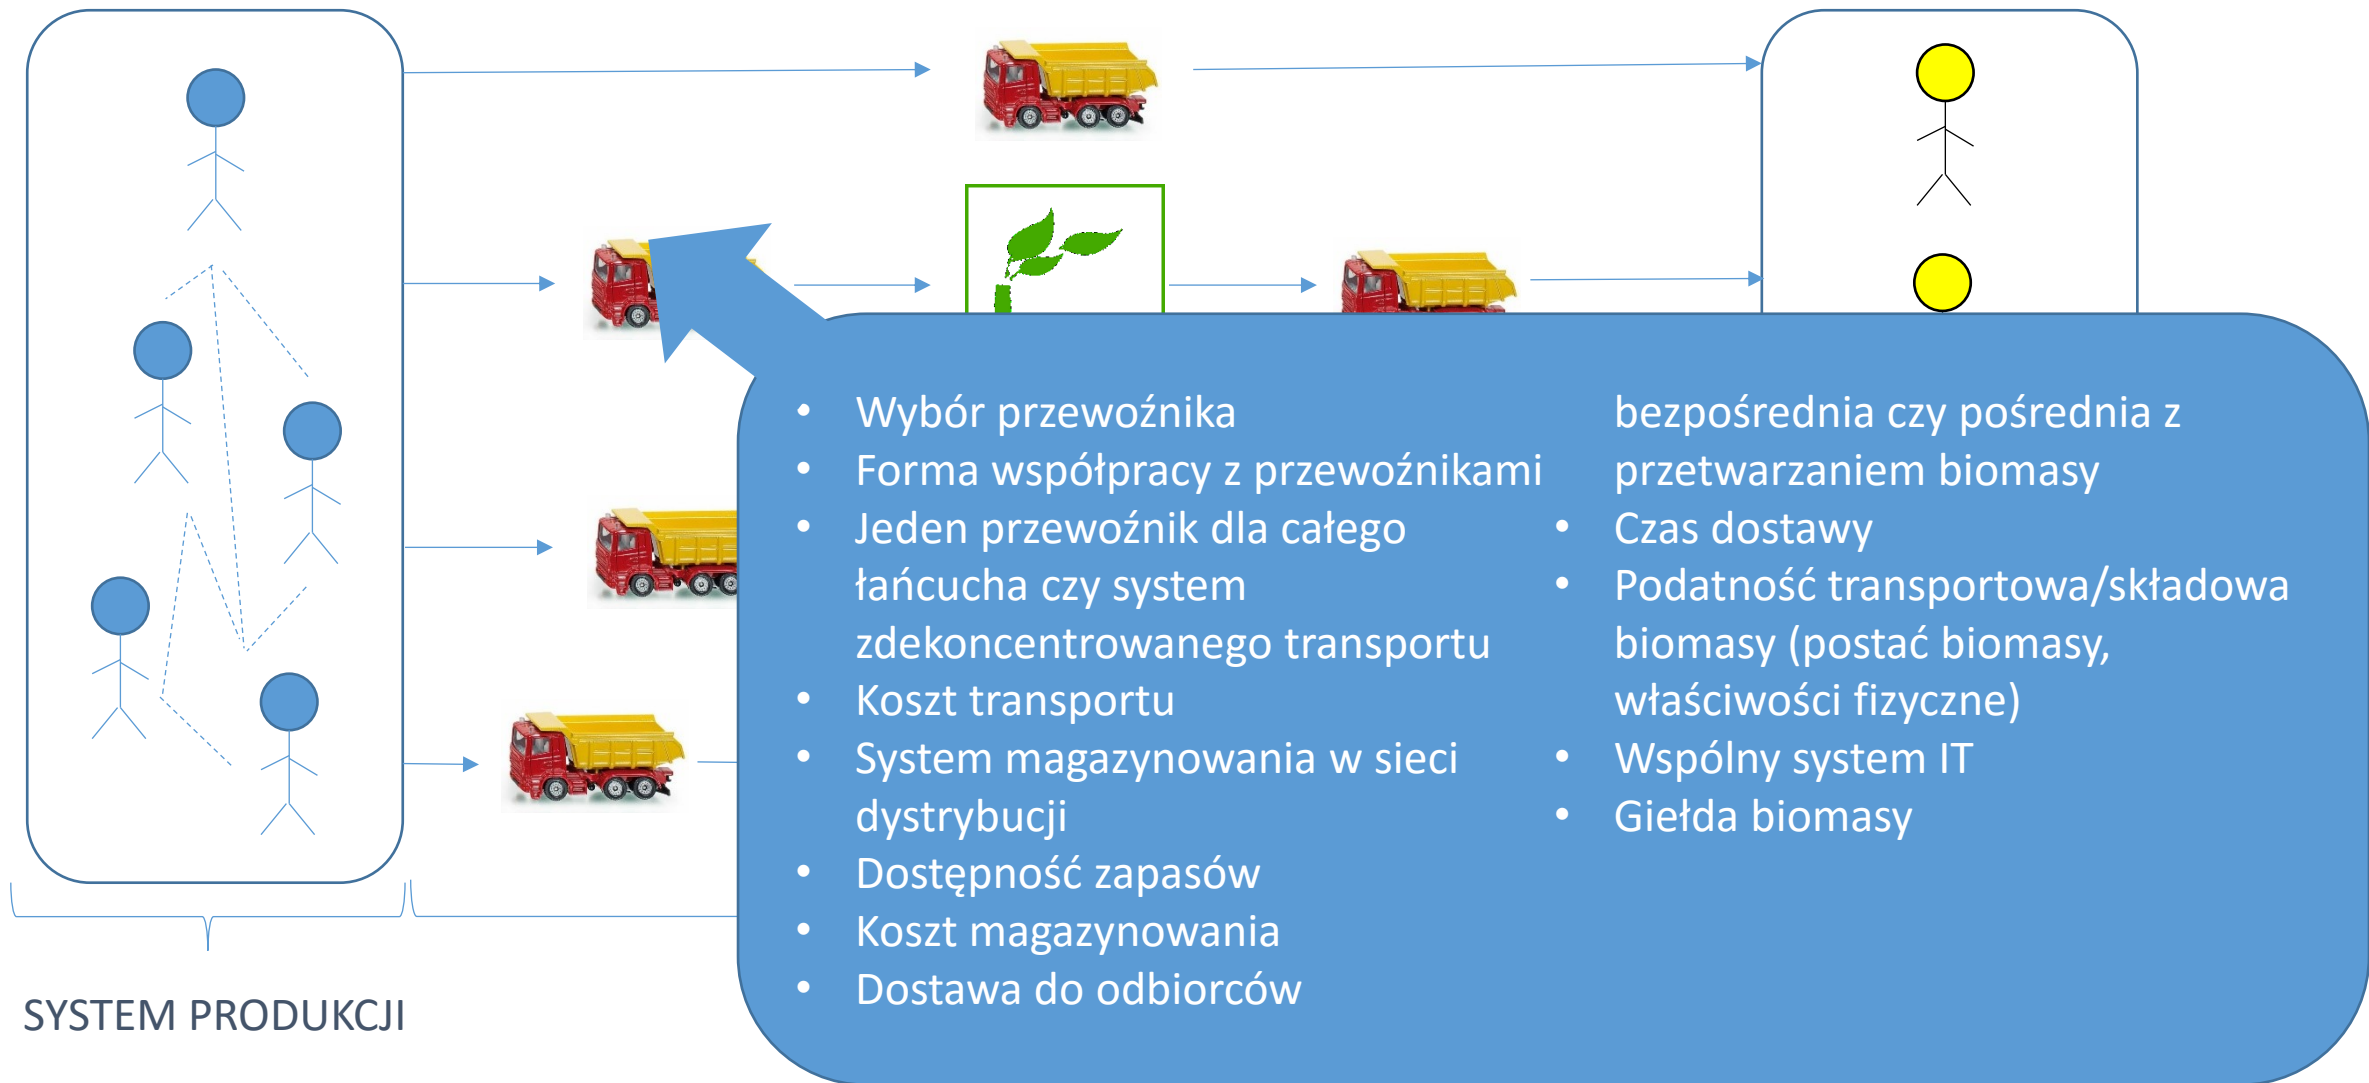 • Wybór przewoźnika
• Forma współpracy z przewoźnikami
• Jeden przewoźnik dla całego
łańcucha czy system
zdekoncentrowanego transportu
• Koszt transportu
• System magazynowania w sieci
dystrybucji
• Dostępność zapasów
• Koszt magazynowania
• Dostawa do odbiorców
bezpośrednia czy pośrednia z
przetwarzaniem biomasy
• Czas dostawy
• Podatność transportowa/składowa
biomasy (postać biomasy,
właściwości fizyczne)
• Wspólny system IT
• Giełda biomasy
SYSTEM PRODUKCJI